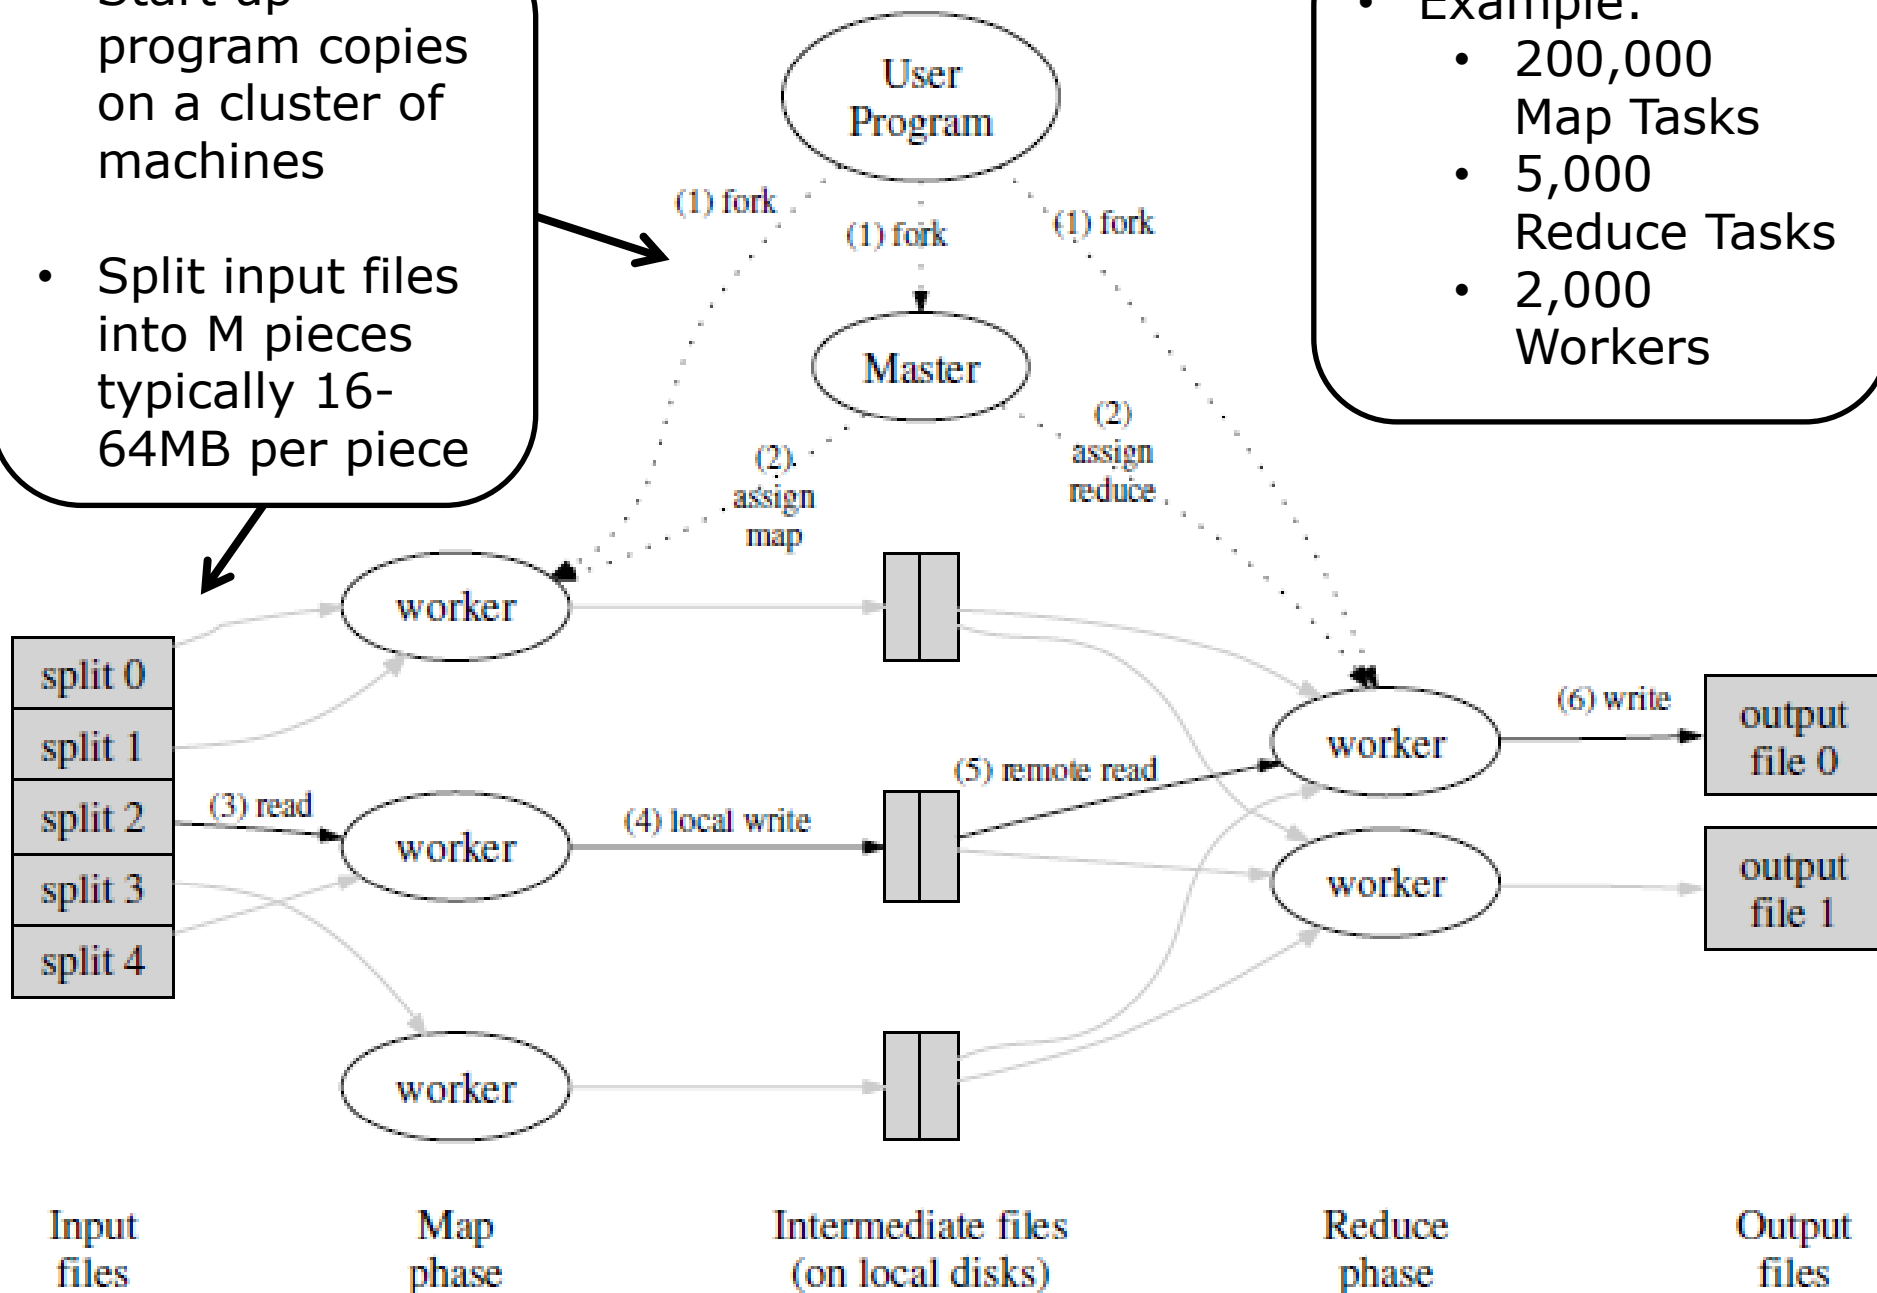 Start up
program copies
on a cluster of
machines
• Split input files
into M pieces
typically 16-
64MB per piece
• Example:
• 200,000
Map Tasks
• 5,000
Reduce Tasks
• 2,000
Workers
User
Program
(1) fork
(1) fork
(1) fork
Master
(2)
assign
map
(2)
assign
reduce
split 0
split 1
split 2
split 3
split 4
(3) read
worker
worker
worker
(4) local write
(5) remote read
worker
worker
(6) write
output
file 0
output
file 1
Input
files
Map
phase
Intermediate files
(on local disks)
Reduce
phase
Output
files